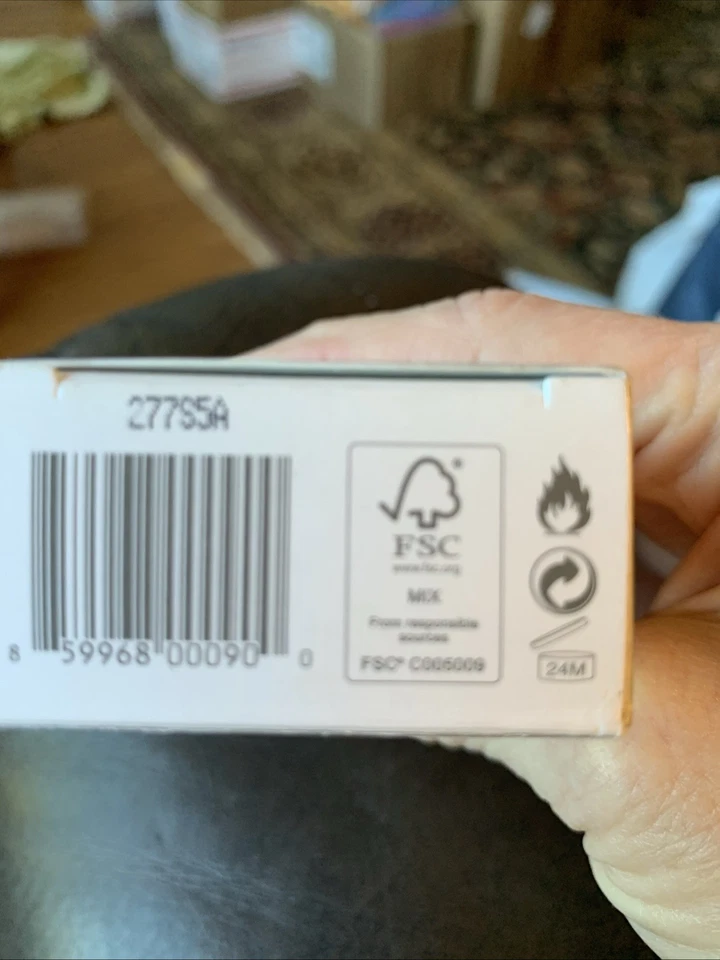 277S5A
8 59968 00090 0
FSC
www.fsc.org
MIX
From responsible
sources
FSC® C005009
24M